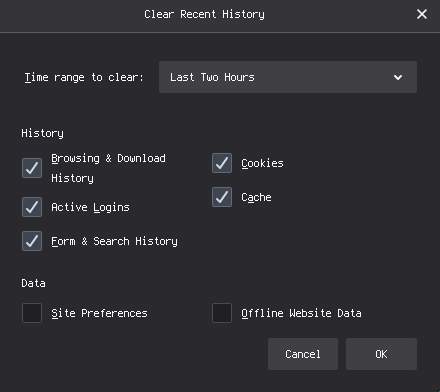 Clear Recent History
Time range to clear: Last Two Hours
History
Browsing & Download
History
Cookies
Active Logins
Cache
Form & Search History
Data
Site Preferences
Offline Website Data
Cancel
OK